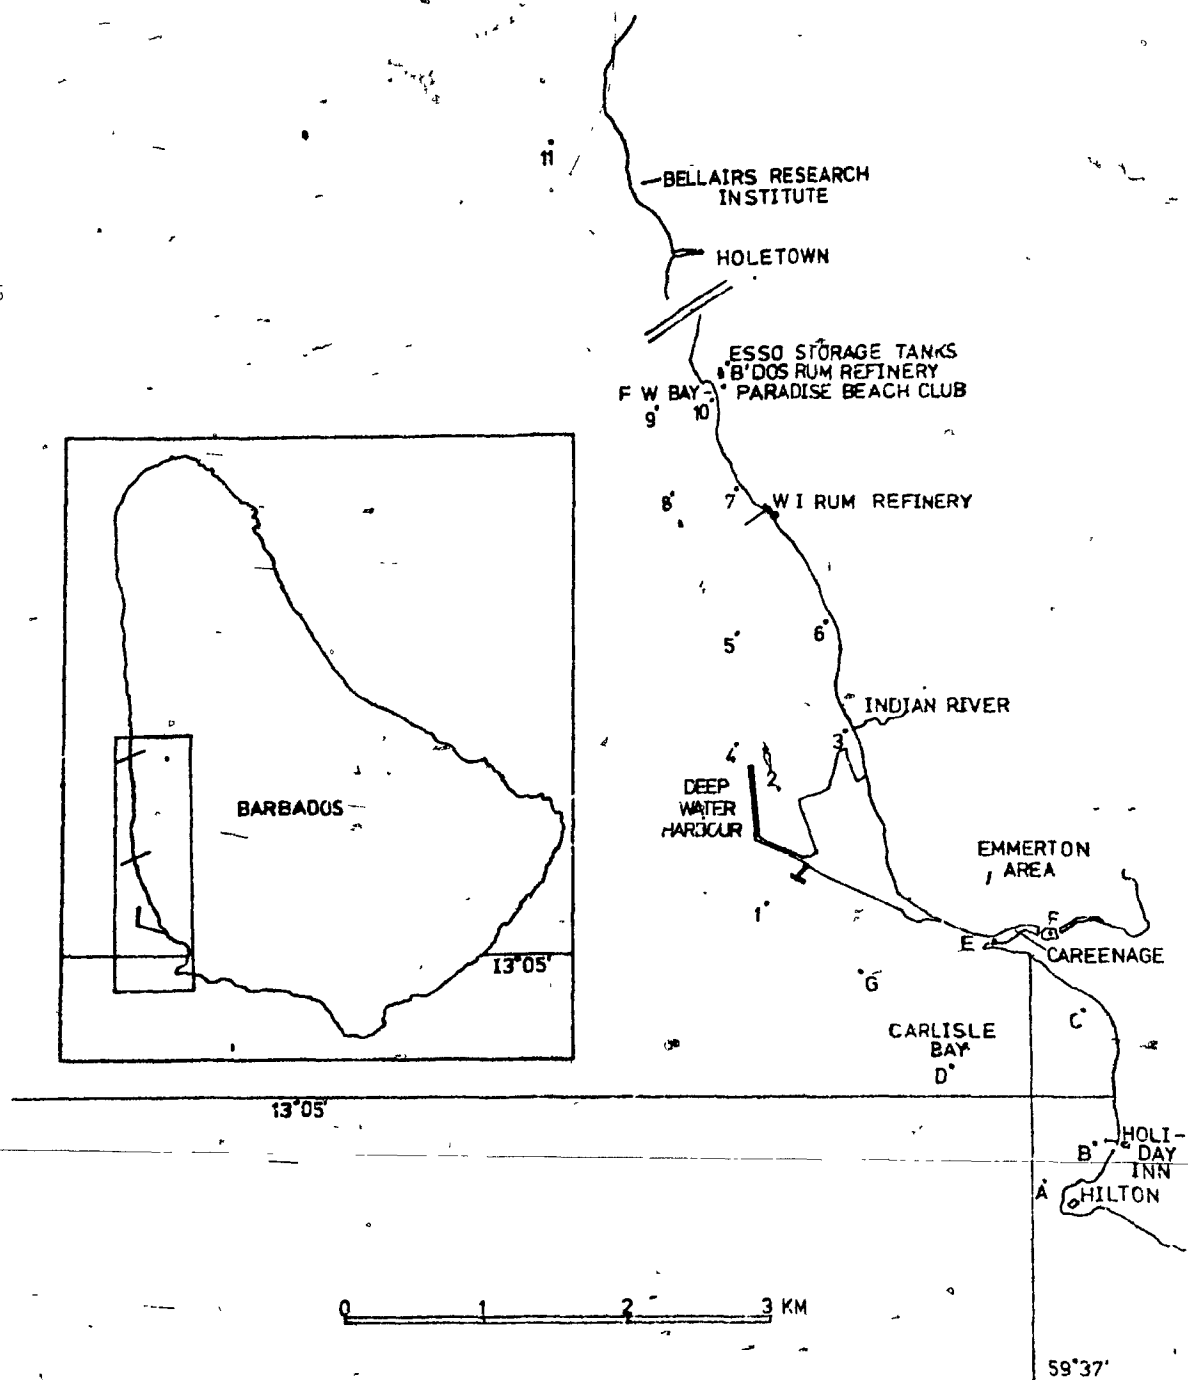 11
BELLAIRS RESEARCH
INSTITUTE
HOLETOWN
ESSO STORAGE TANKS
B'DOS RUM REFINERY
F W BAY
PARADISE BEACH CLUB
9
10
8
7
W I RUM REFINERY
5
6
INDIAN RIVER
3
4
2
DEEP
WATER
HARBOUR
BARBADOS
13°05'
EMMERTON
AREA
1
F
E
CAREENAGE
G
C
CARLISLE
BAY
D
13°05'
B
HOLI-
DAY
INN
A
HILTON
0 1 2 3 KM
59°37'